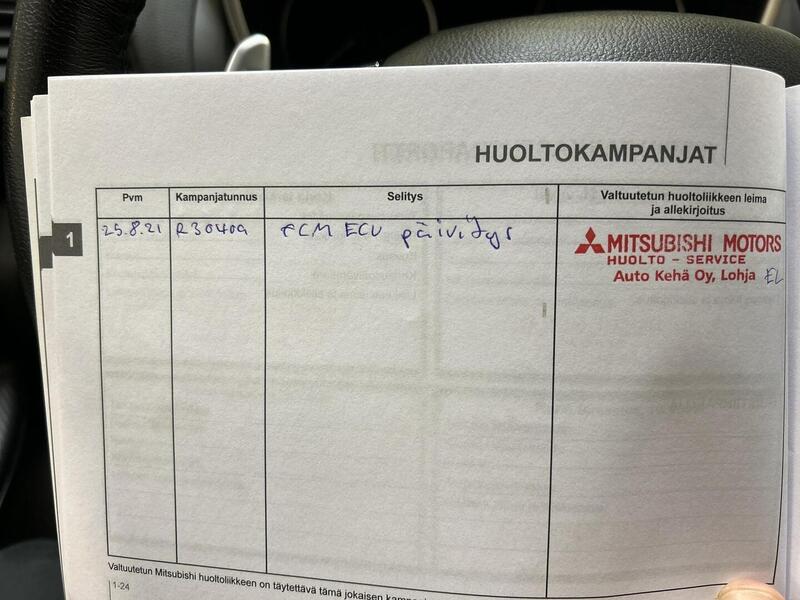 HUOLTOKAMPANJAT
Pvm Kampanjatunnus Selitys Valtuutetun huoltoliikkeen leima
ja allekirjoitus
1
25.8.21 R3040a ECM ECU päivitys MITSUBISHI MOTORS
HUOLTO - SERVICE
Auto Kehä Oy, Lohja EL
Valtuutetun Mitsubishi huoltoliikkeen on täytettävä tämä jokaisen
1-24